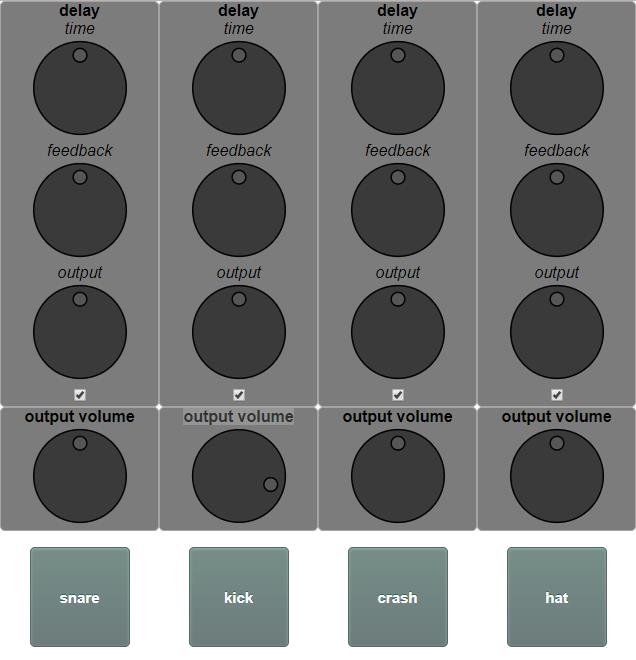 delay delay delay delay
time time time time
feedback feedback feedback feedback
output output output output
output volume output volume output volume output volume
snare kick crash hat